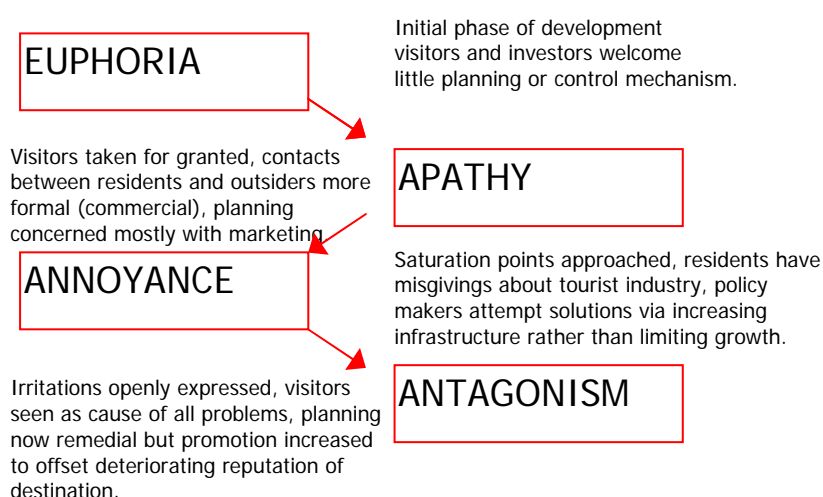 EUPHORIA
Initial phase of development
visitors and investors welcome
little planning or control mechanism.
Visitors taken for granted, contacts
between residents and outsiders more
formal (commercial), planning
concerned mostly with marketing.
APATHY
ANNOYANCE
Saturation points approached, residents have
misgivings about tourist industry, policy
makers attempt solutions via increasing
infrastructure rather than limiting growth.
Irritations openly expressed, visitors
seen as cause of all problems, planning
now remedial but promotion increased
to offset deteriorating reputation of
destination.
ANTAGONISM